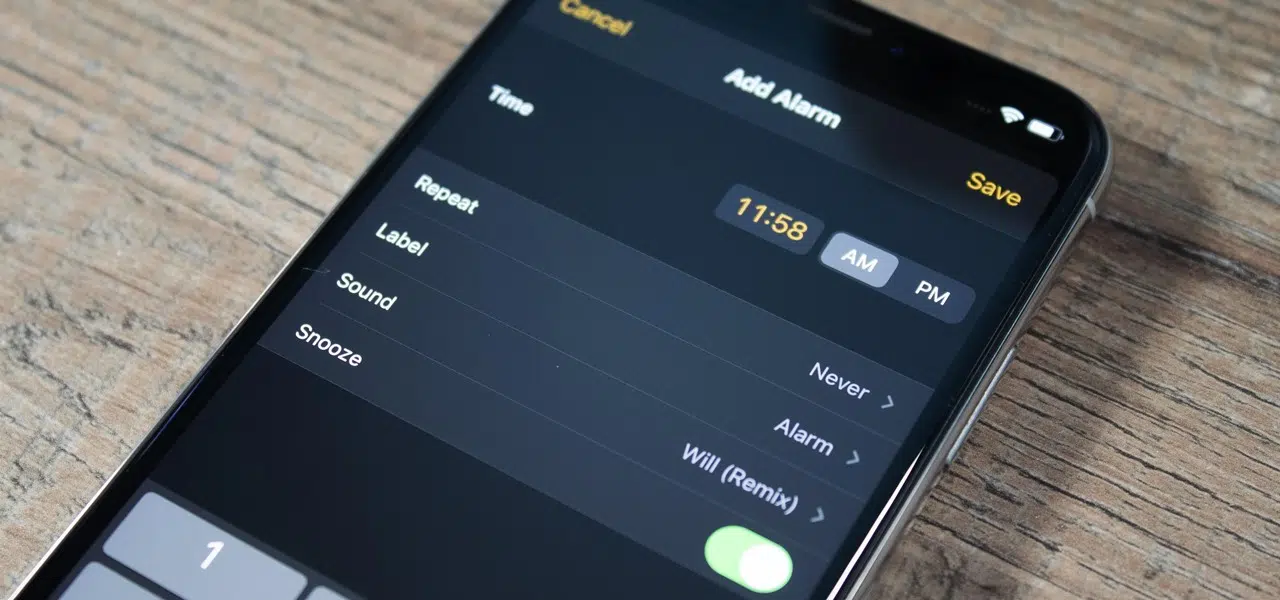 Cancel
Add Alarm
Save
Time
11:58
AM
PM
Repeat
Never
Label
Alarm
Sound
Will (Remix)
Snooze
1